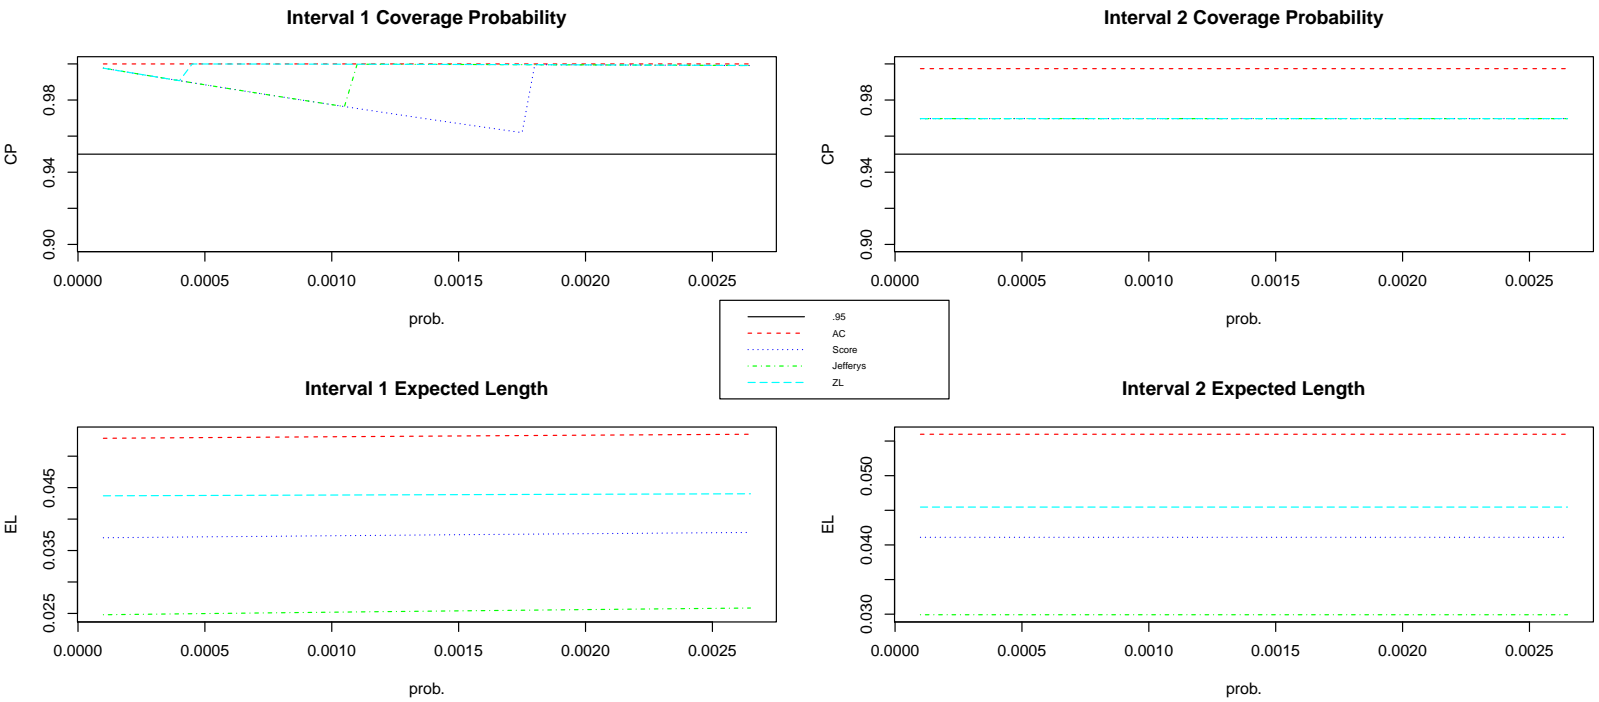 Interval 1 Coverage Probability
CP
0.90 0.94 0.98
0.0000 0.0005 0.0010 0.0015 0.0020 0.0025
prob.
Interval 2 Coverage Probability
CP
0.90 0.94 0.98
0.0000 0.0005 0.0010 0.0015 0.0020 0.0025
prob.
.95
AC
Score
Jefferys
ZL
Interval 1 Expected Length
EL
0.025 0.035 0.045
0.0000 0.0005 0.0010 0.0015 0.0020 0.0025
prob.
Interval 2 Expected Length
EL
0.030 0.040 0.050
0.0000 0.0005 0.0010 0.0015 0.0020 0.0025
prob.